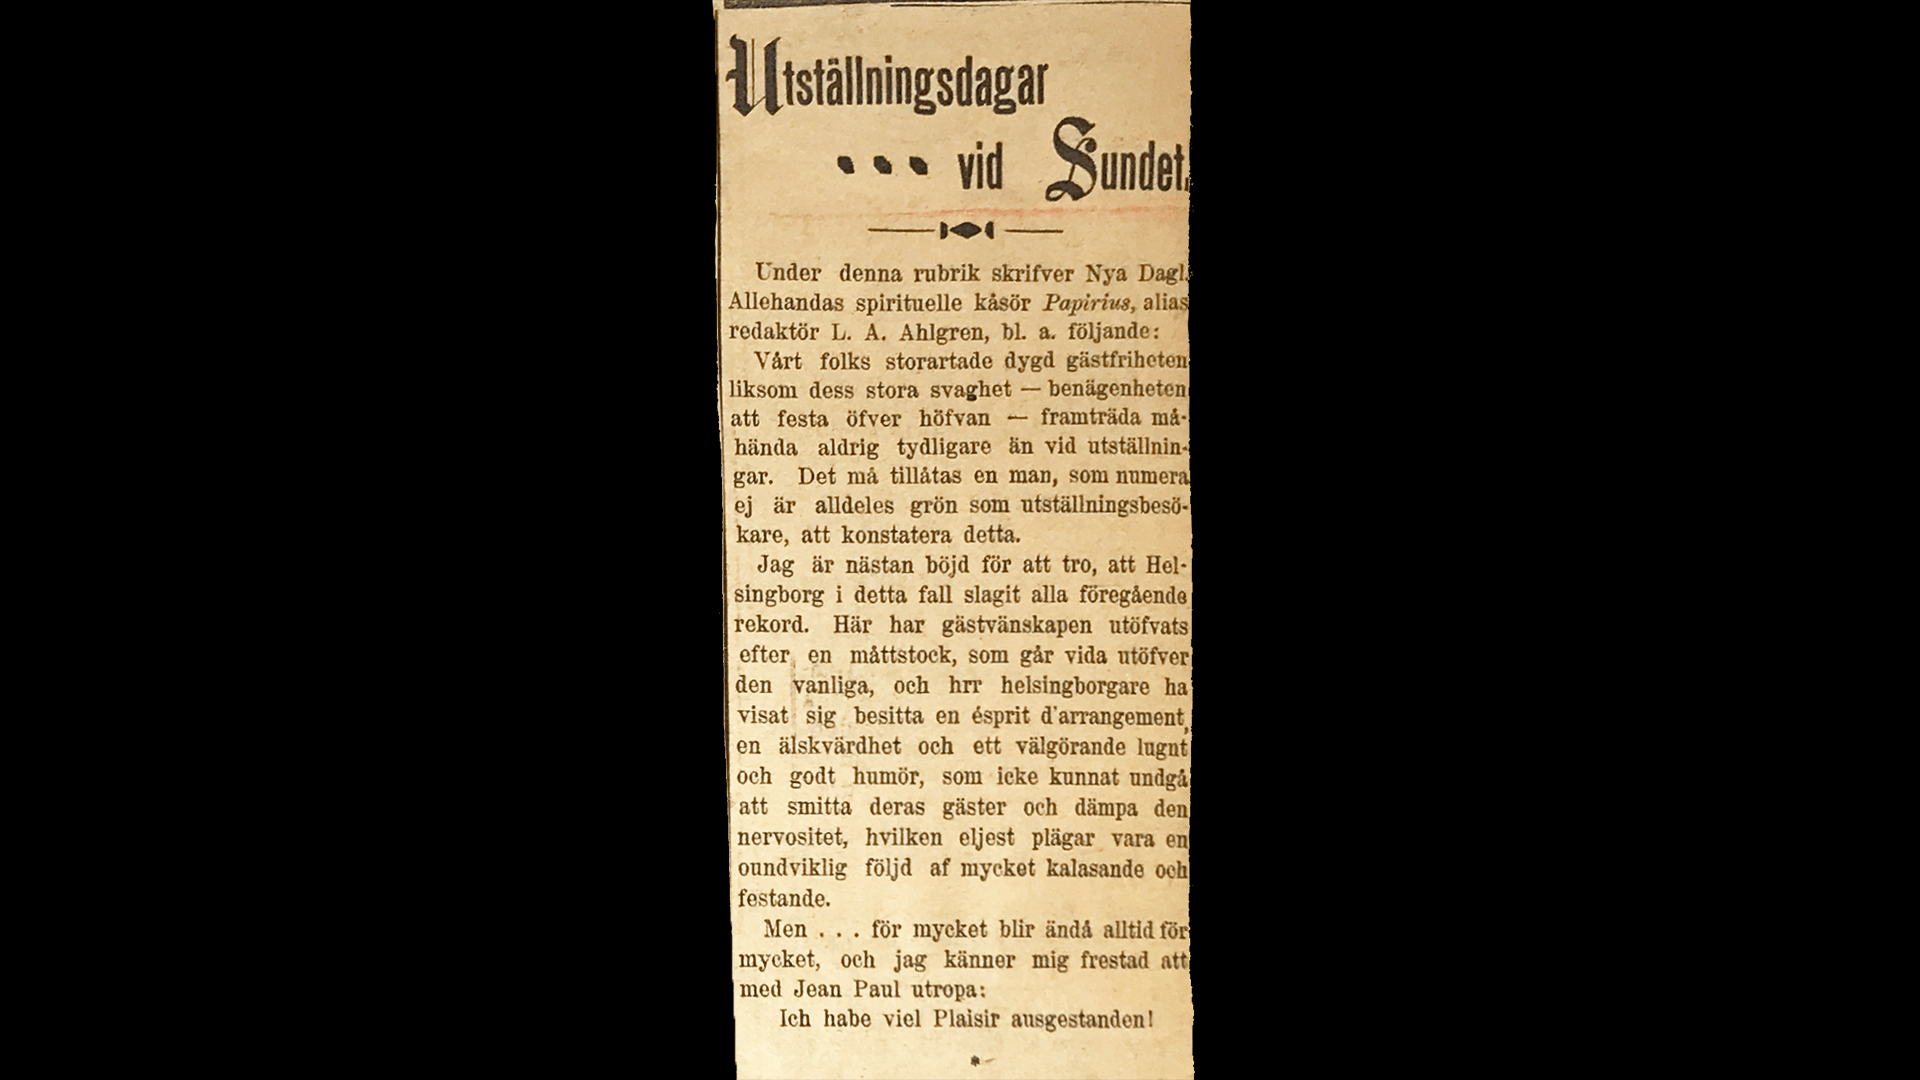 Utställningsdagar
... vid Sundet.
Under denna rubrik skrifver Nya Dagl.
Allehandas spirituelle kåsör Papirius, alias
redaktör L. A. Ahlgren, bl. a. följande:
Vårt folks storartade dygd gästfriheten
liksom dess stora svaghet — benägenheten
att festa öfver höfvan — framträda må-
hända aldrig tydligare än vid utställnin-
gar. Det må tillåtas en man, som numera
ej är alldeles grön som utställningsbesö-
kare, att konstatera detta.
Jag är nästan böjd för att tro, att Hel-
singborg i detta fall slagit alla föregående
rekord. Här har gästvänskapen utöfvats
efter en måttstock, som går vida utöfver
den vanliga, och hrr helsingborgare ha
visat sig besitta en ésprit d'arrangement,
en älskvärdhet och ett välgörande lugnt
och godt humör, som icke kunnat undgå
att smitta deras gäster och dämpa den
nervositet, hvilken eljest plägar vara en
oundviklig följd af mycket kalasande och
festande.
Men . . . för mycket blir ändå alltid för
mycket, och jag känner mig frestad att
med Jean Paul utropa:
Ich habe viel Plaisir ausgestanden!
*